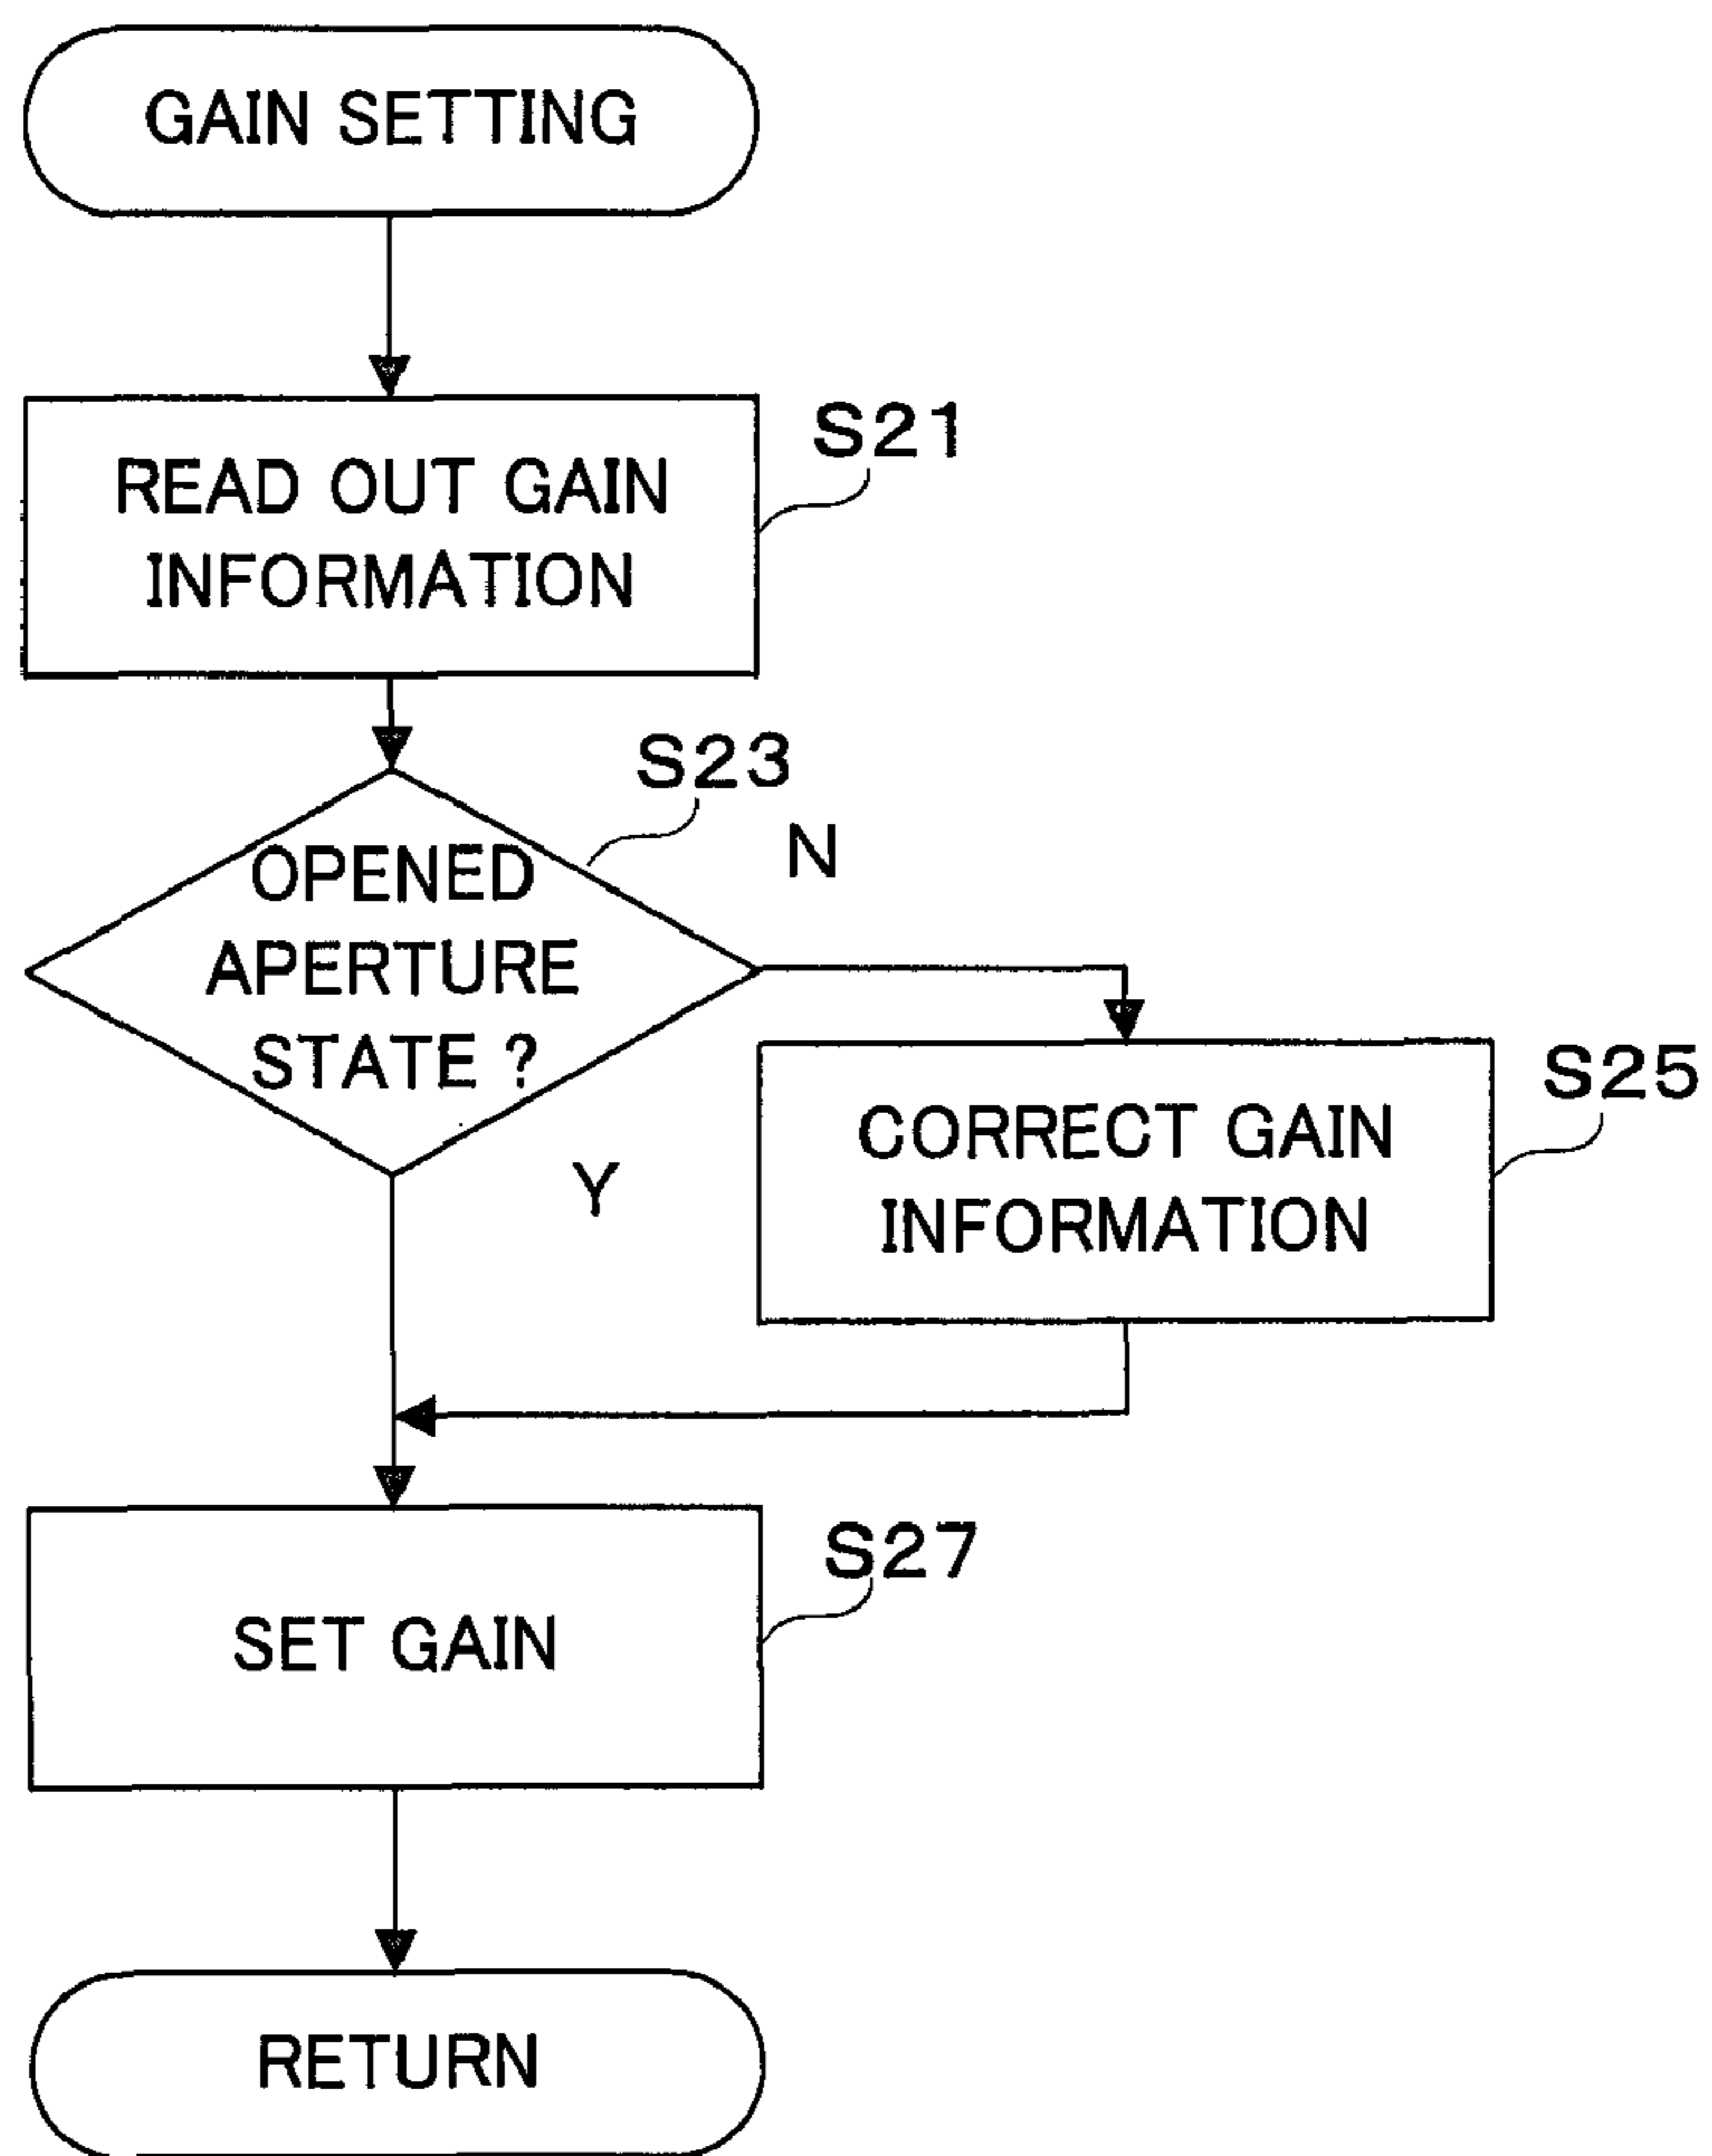 GAIN SETTING
S21
READ OUT GAIN
INFORMATION
S23
N
OPENED
APERTURE
STATE ?
Y
S25
CORRECT GAIN
INFORMATION
S27
SET GAIN
RETURN